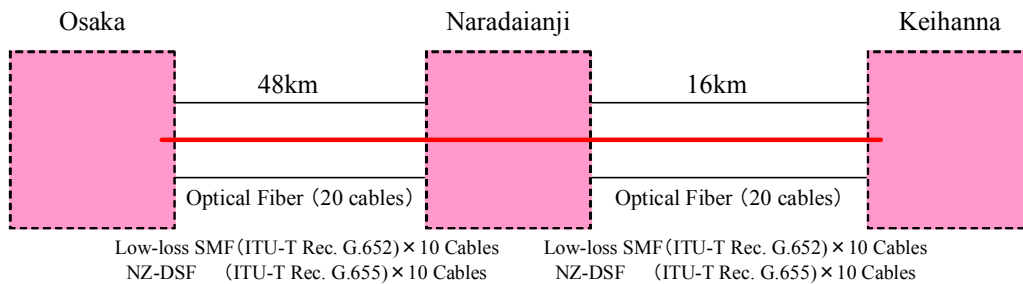 Osaka Naradaianji Keihanna
48km 16km
Optical Fiber（20 cables） Optical Fiber（20 cables）
Low-loss SMF（ITU-T Rec. G.652）×10 Cables Low-loss SMF（ITU-T Rec. G.652）×10 Cables
NZ-DSF （ITU-T Rec. G.655）×10 Cables NZ-DSF （ITU-T Rec. G.655）×10 Cables